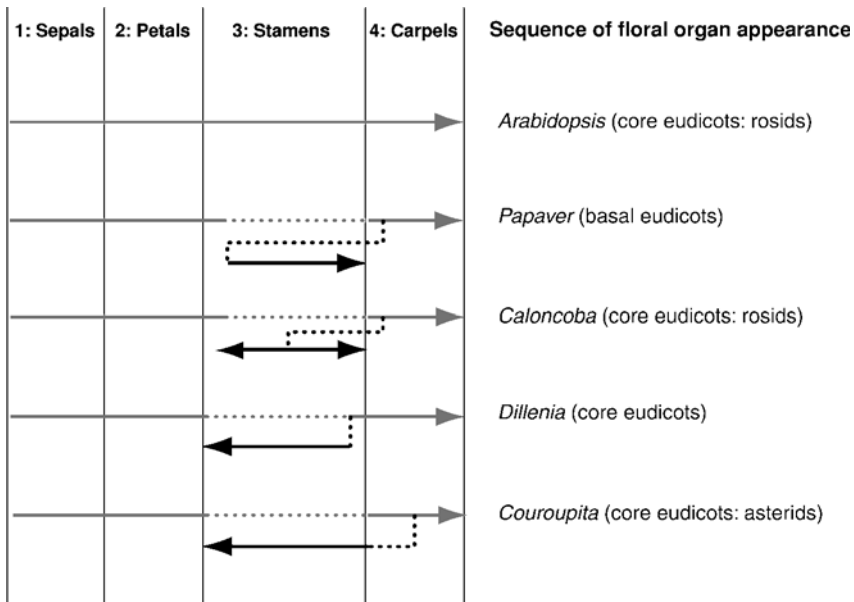 1: Sepals 2: Petals 3: Stamens 4: Carpels Sequence of floral organ appearance
Arabidopsis (core eudicots: rosids)
Papaver (basal eudicots)
Caloncoba (core eudicots: rosids)
Dillenia (core eudicots)
Couroupita (core eudicots: asterids)